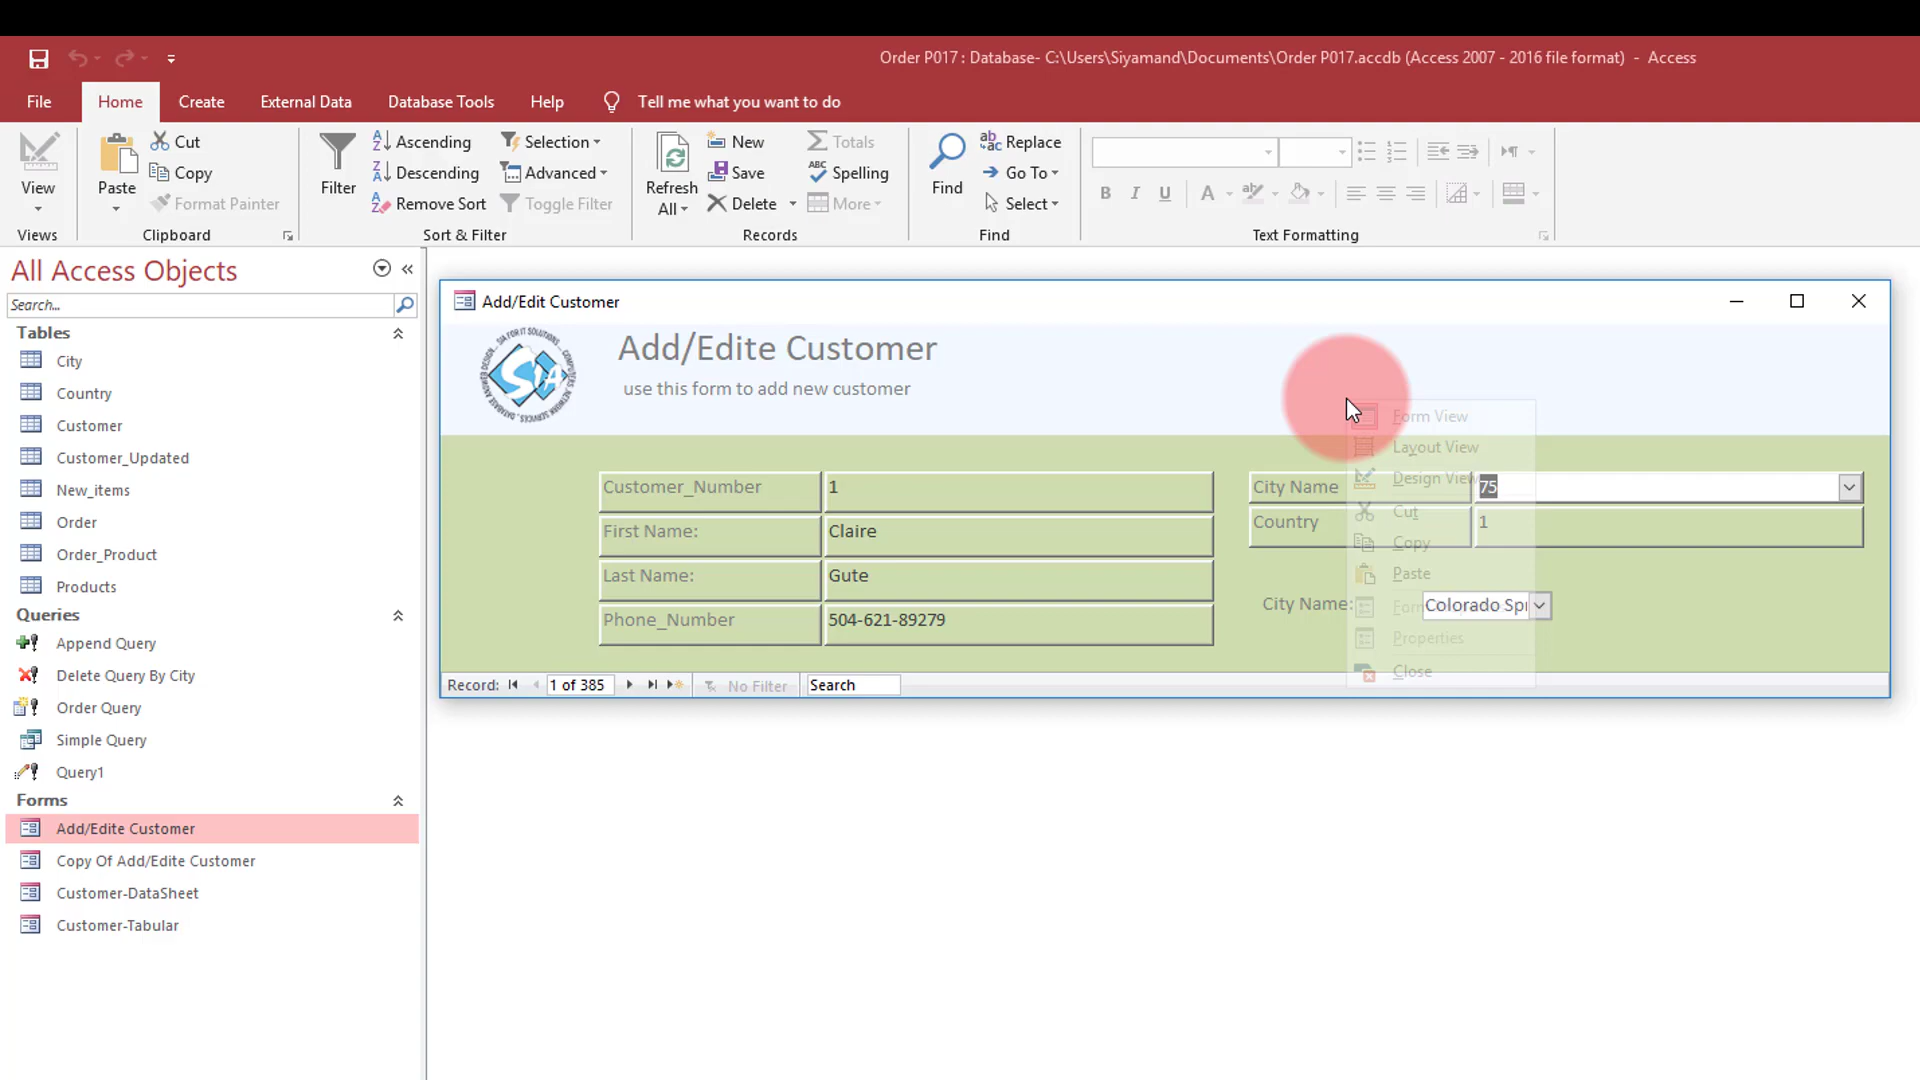 Order P017 : Database- C:\Users\Siyamand\Documents\Order P017.accdb (Access 2007 - 2016 file format) - Access
File Home Create External Data Database Tools Help Tell me what you want to do
View
Views
Paste
Cut
Copy
Format Painter
Clipboard
Filter
Ascending
Descending
Remove Sort
Selection
Advanced
Toggle Filter
Sort & Filter
Refresh
All
New
Save
Delete
Totals
Spelling
More
Records
Find
Replace
Go To
Select
Find
B I U A
Text Formatting
All Access Objects
Search...
Tables
City
Country
Customer
Customer_Updated
New_items
Order
Order_Product
Products
Queries
Append Query
Delete Query By City
Order Query
Simple Query
Query1
Forms
Add/Edite Customer
Copy Of Add/Edite Customer
Customer-DataSheet
Customer-Tabular
Add/Edit Customer
SIA
Add/Edite Customer
use this form to add new customer
Customer_Number 1
First Name: Claire
Last Name: Gute
Phone_Number 504-621-89279
City Name 75
Country 1
City Name: Colorado Spr
Form View
Layout View
Design View
Cut
Copy
Paste
Properties
Close
Record: 1 of 385 No Filter Search